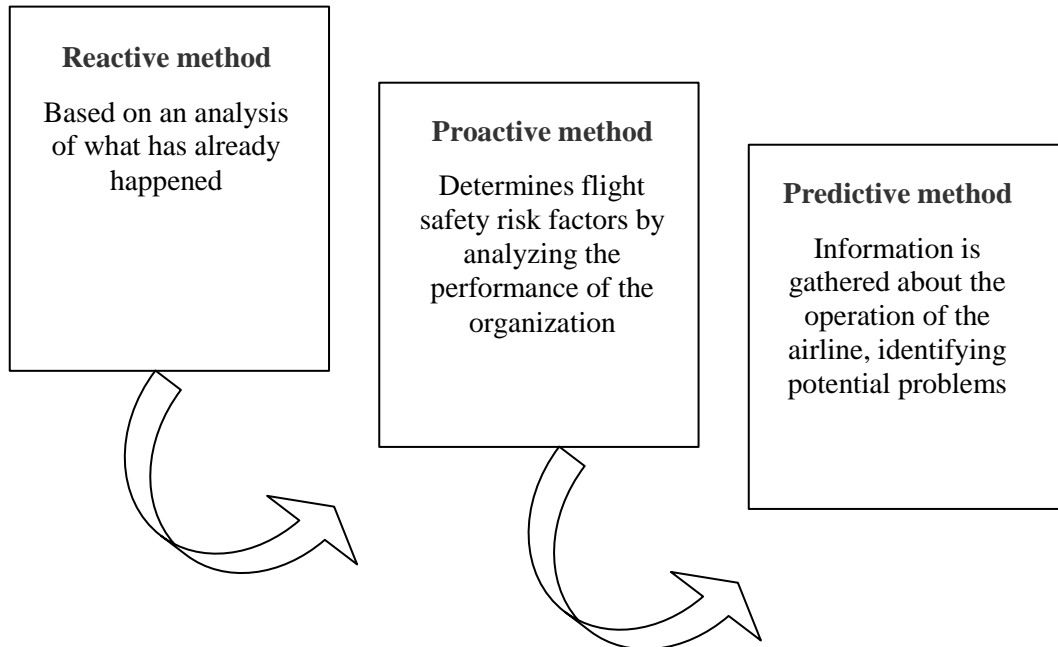 Reactive method
Based on an analysis
of what has already
happened
Proactive method
Determines flight
safety risk factors by
analyzing the
performance of the
organization
Predictive method
Information is
gathered about the
operation of the
airline, identifying
potential problems